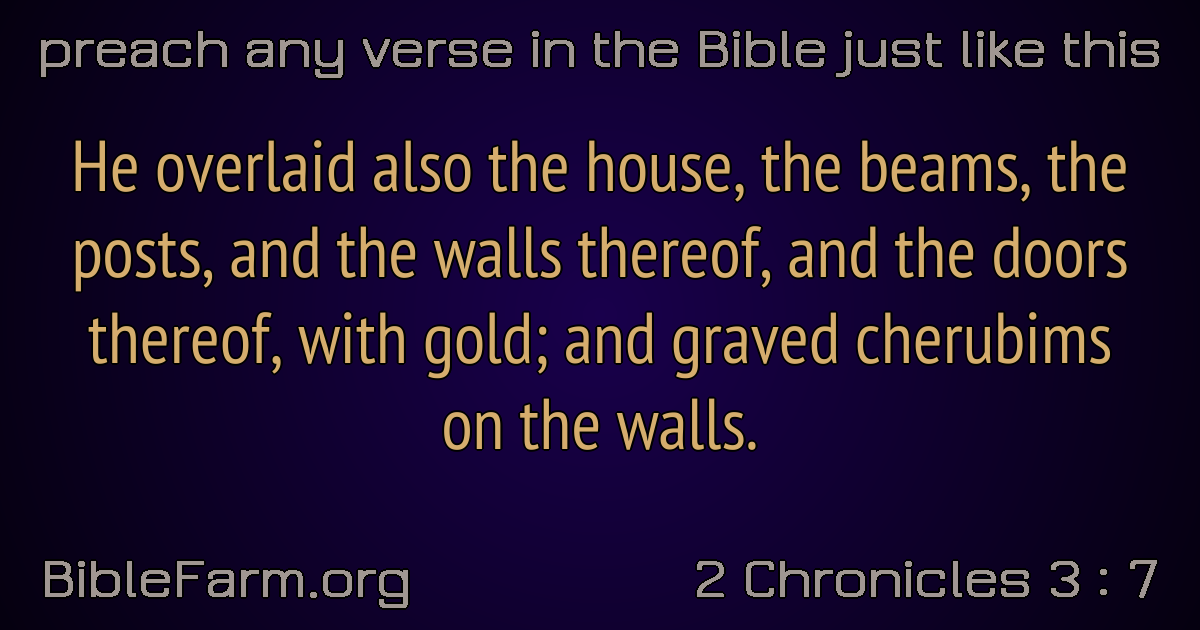 preach any verse in the Bible just like this
He overlaid also the house, the beams, the
posts, and the walls thereof, and the doors
thereof, with gold; and graved cherubims
on the walls.
BibleFarm.org
2 Chronicles 3 : 7